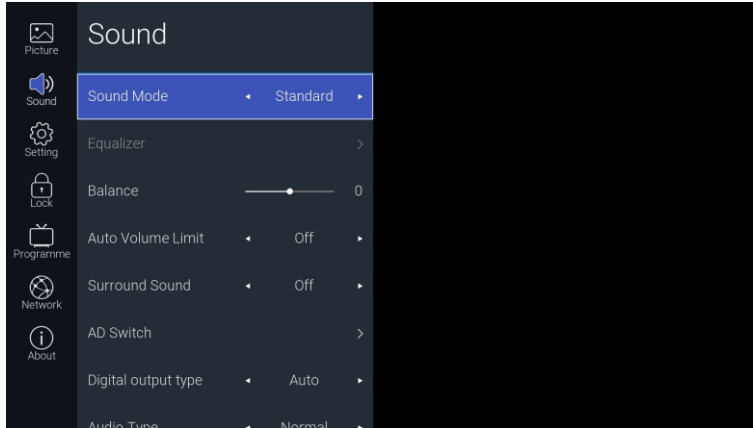 Picture
Sound
Setting
Lock
Programme
Network
About
Sound
Sound Mode Standard
Equalizer
Balance 0
Auto Volume Limit Off
Surround Sound Off
AD Switch
Digital output type Auto
Audio Type Normal